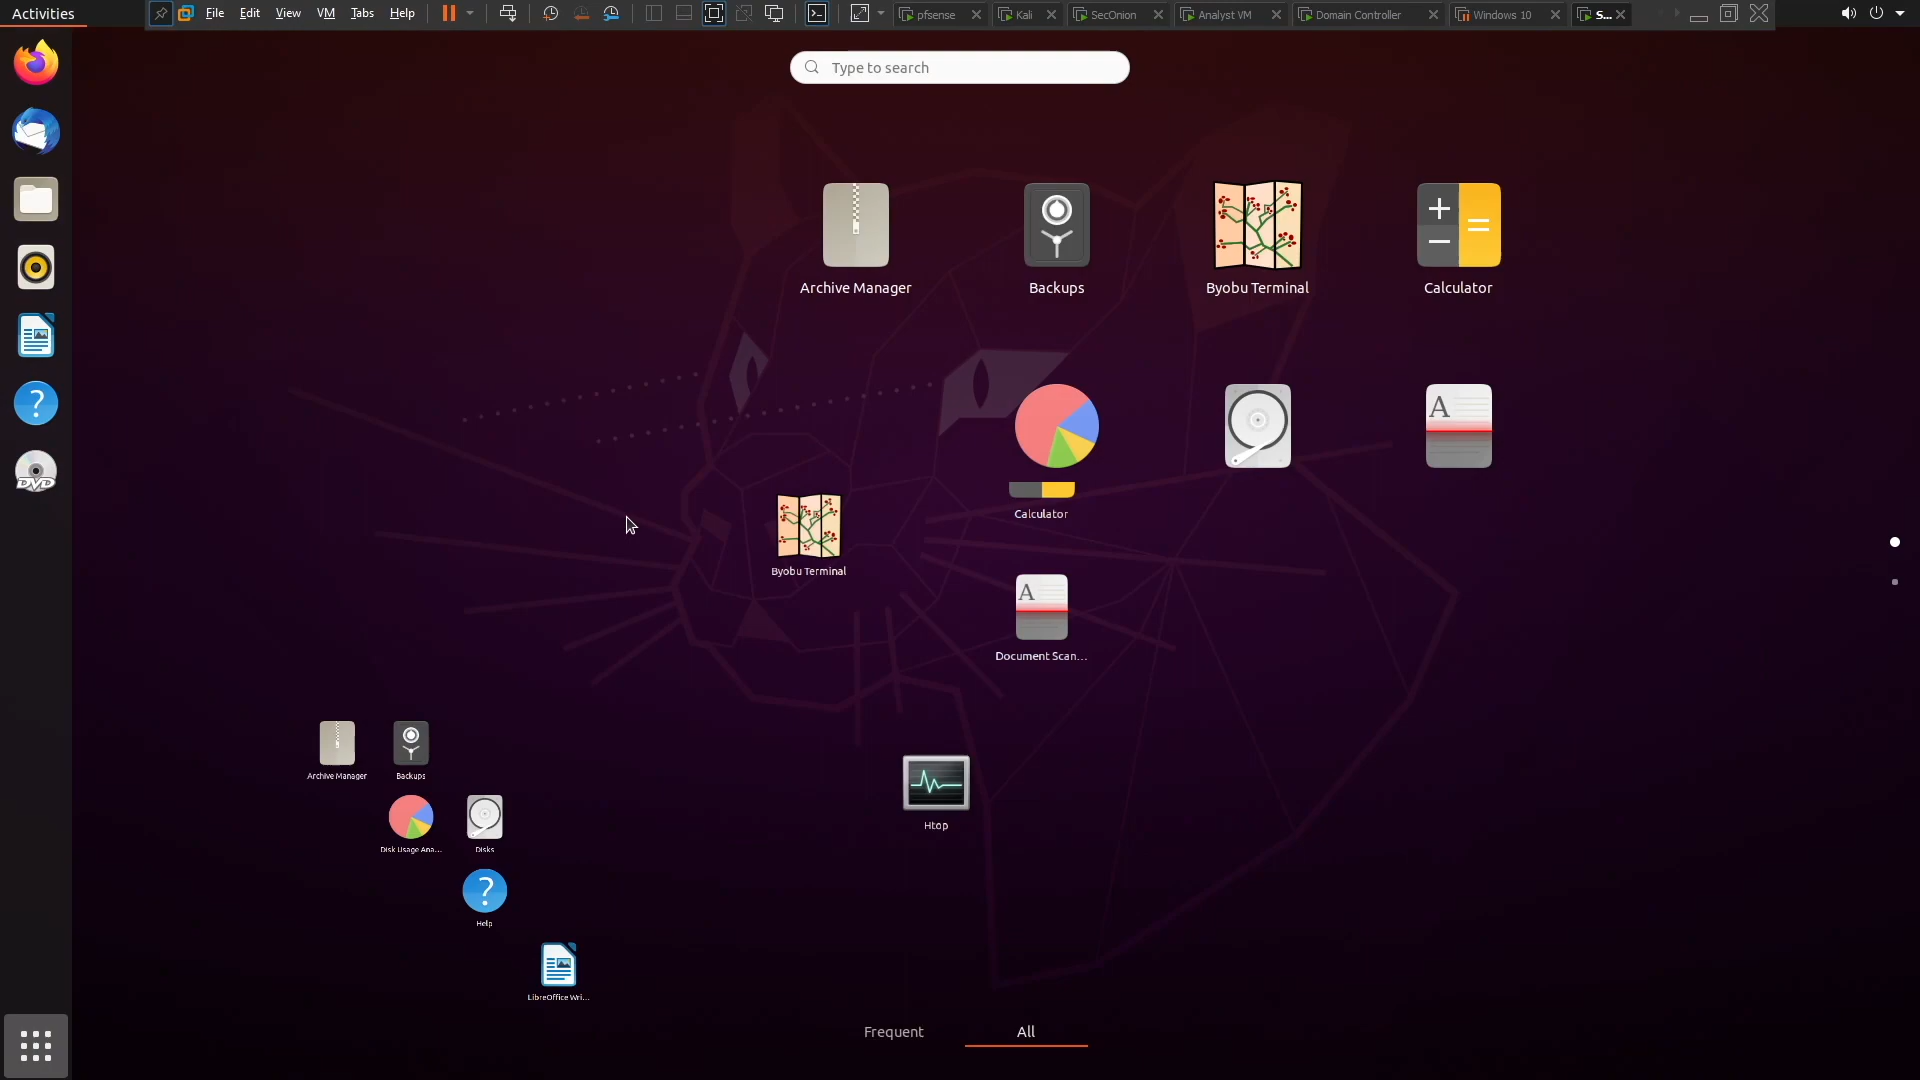 Activities File Edit View VM Tabs Help pfsense Kali SecOnion Analyst VM Domain Controller Windows 10 S...
Type to search
Archive Manager Backups Byobu Terminal Calculator
A
Calculator
Byobu Terminal
A
Document Scan...
Archive Manager Backups
Htop
Disk Usage Ana... Disks
Help
LibreOffice Wri...
DVD
Frequent All